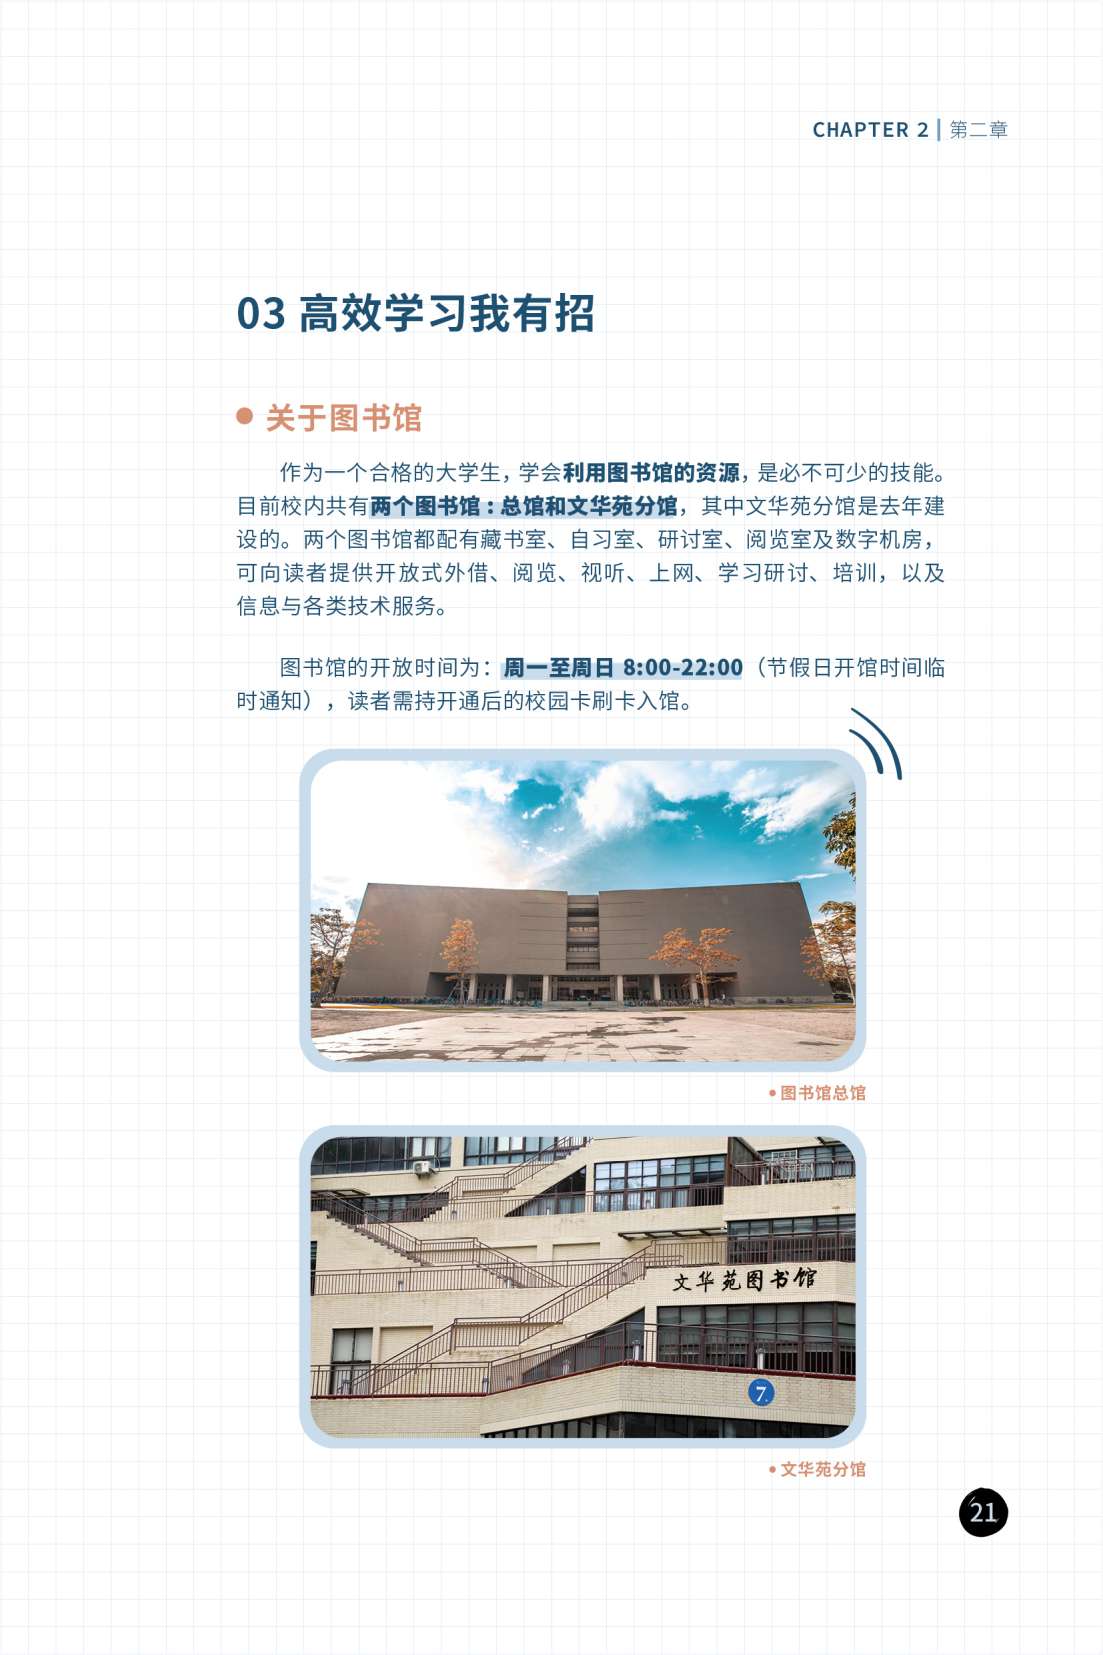 CHAPTER 2 | 第二章
03 高效学习我有招
● 关于图书馆
作为一个合格的大学生，学会利用图书馆的资源，是必不可少的技能。
目前校内共有两个图书馆：总馆和文华苑分馆，其中文华苑分馆是去年建
设的。两个图书馆都配有藏书室、自习室、研讨室、阅览室及数字机房，
可向读者提供开放式外借、阅览、视听、上网、学习研讨、培训，以及
信息与各类技术服务。
图书馆的开放时间为：周一至周日 8:00-22:00（节假日开馆时间临
时通知），读者需持开通后的校园卡刷卡入馆。
• 图书馆总馆
文华苑图书馆
7
• 文华苑分馆
21